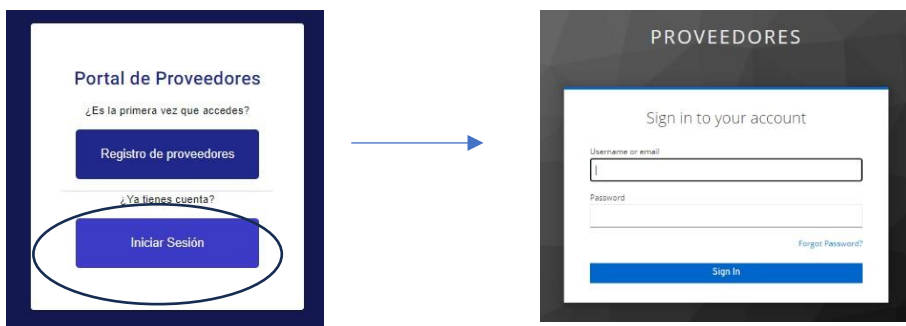 Portal de Proveedores
¿Es la primera vez que accedes?
Registro de proveedores
¿Ya tienes cuenta?
Iniciar Sesión
PROVEEDORES
Sign in to your account
Username or email
Password
Forgot Password?
Sign In